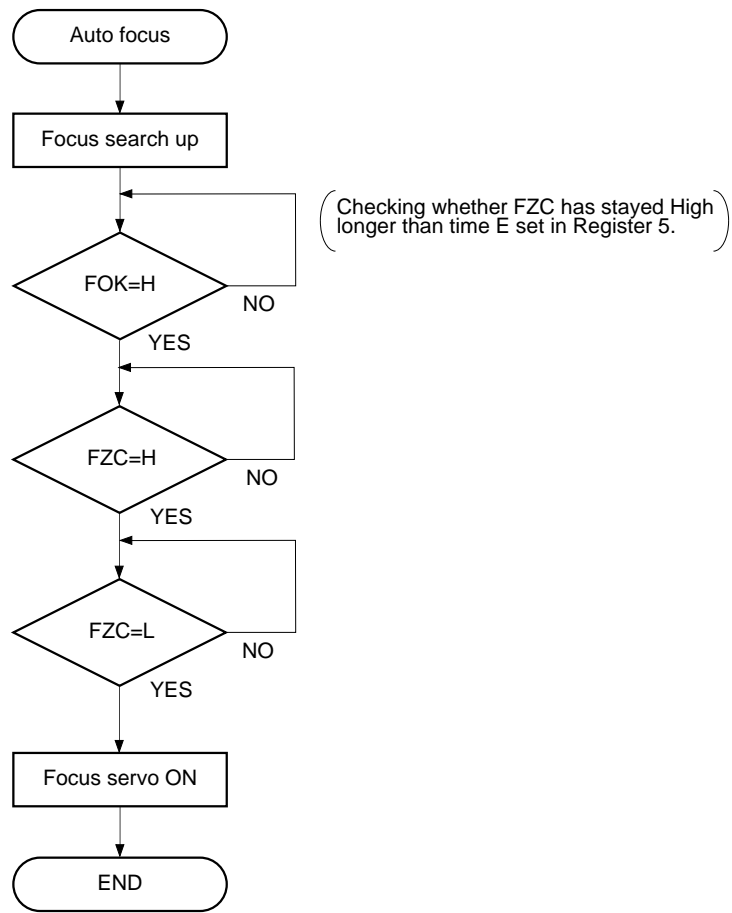 Auto focus
Focus search up
Checking whether FZC has stayed High
longer than time E set in Register 5.
FOK=H
NO
YES
FZC=H
NO
YES
FZC=L
NO
YES
Focus servo ON
END